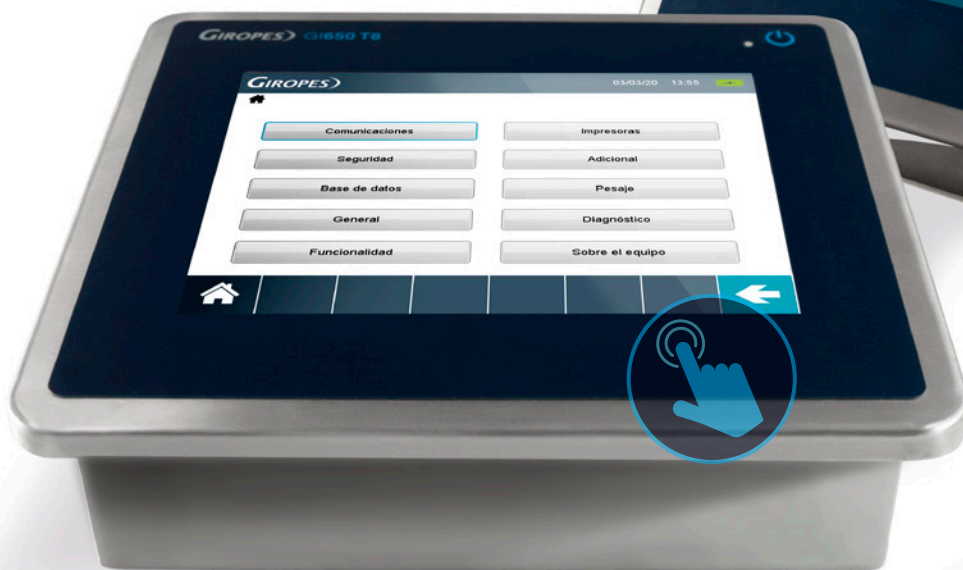 GIROPES) GI650 T8
GIROPES)
03/03/20 13:55
Comunicaciones
Impresoras
Seguridad
Adicional
Base de datos
Pesaje
General
Diagnóstico
Funcionalidad
Sobre el equipo